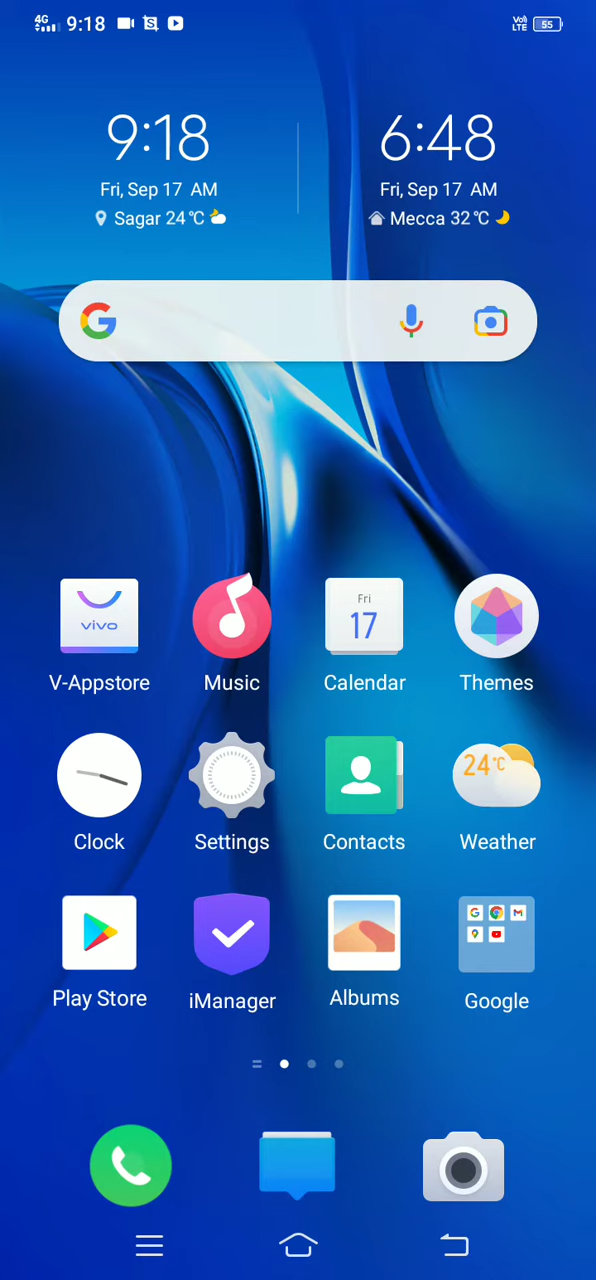 4G 9:18 Vo) LTE 55
9:18 6:48
Fri, Sep 17 AM Fri, Sep 17 AM
Sagar 24°C Mecca 32°C
vivo Fri 17
V-Appstore Music Calendar Themes
24°C
Clock Settings Contacts Weather
Play Store iManager Albums Google